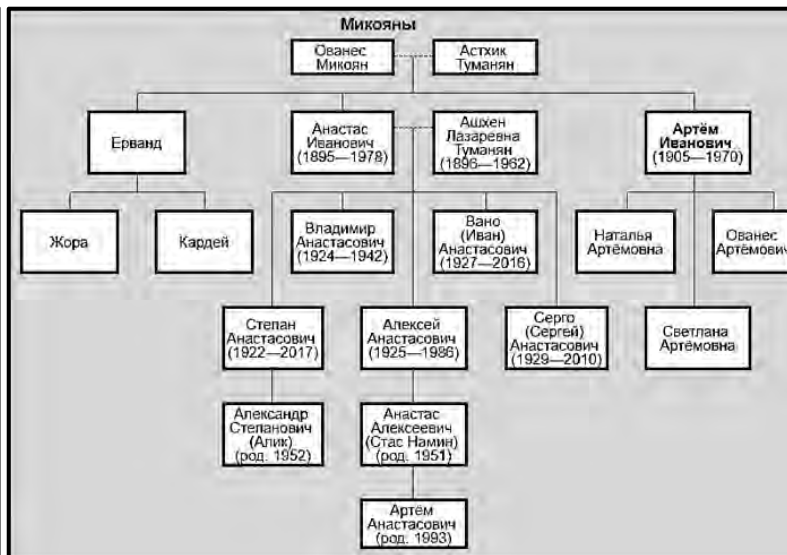 Микояны
Ованес
Микоян
Астхик
Туманян
Ерванд
Анастас
Иванович
(1895—1978)
Ашхен
Лазаревна
Туманян
(1896—1962)
Артём
Иванович
(1905—1970)
Жора
Кардей
Владимир
Анастасович
(1924—1942)
Вано
(Иван)
Анастасович
(1927—2016)
Наталья
Артёмовна
Ованес
Артёмович
Степан
Анастасович
(1922—2017)
Алексей
Анастасович
(1925—1986)
Серго
(Сергей)
Анастасович
(1929—2010)
Светлана
Артёмовна
Александр
Степанович
(Алик)
(род. 1952)
Анастас
Алексеевич
(Стас Намин)
(род. 1951)
Артём
Анастасович
(род. 1993)